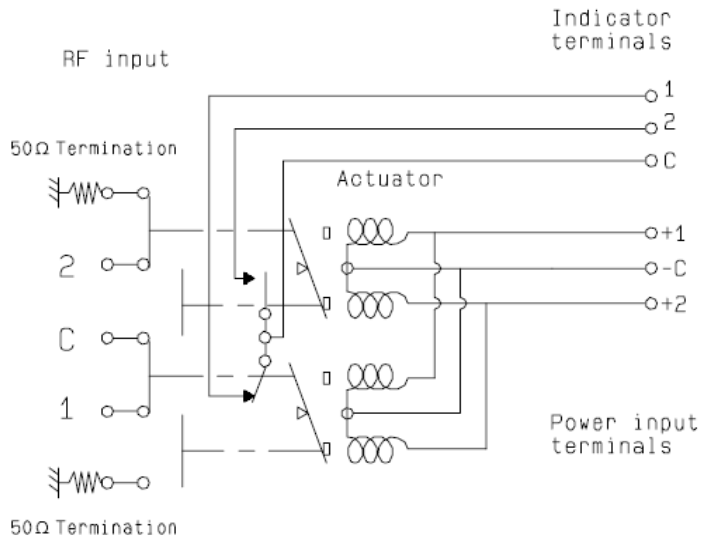 Indicator
terminals
RF input
1
2
50Ω Termination
C
Actuator
+1
2
-C
+2
C
1
Power input
terminals
50Ω Termination